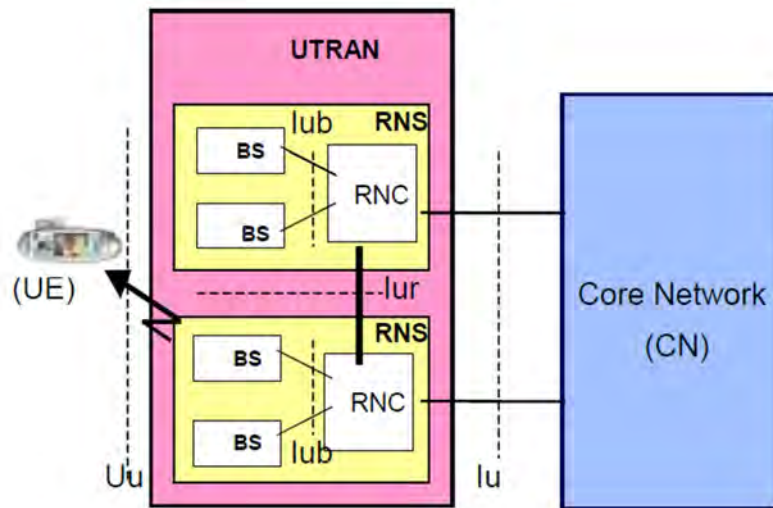 UTRAN
Iub RNS
BS
RNC
BS
(UE)
Iur
RNS
BS
RNC
BS
Iub
Uu
Iu
Core Network
(CN)